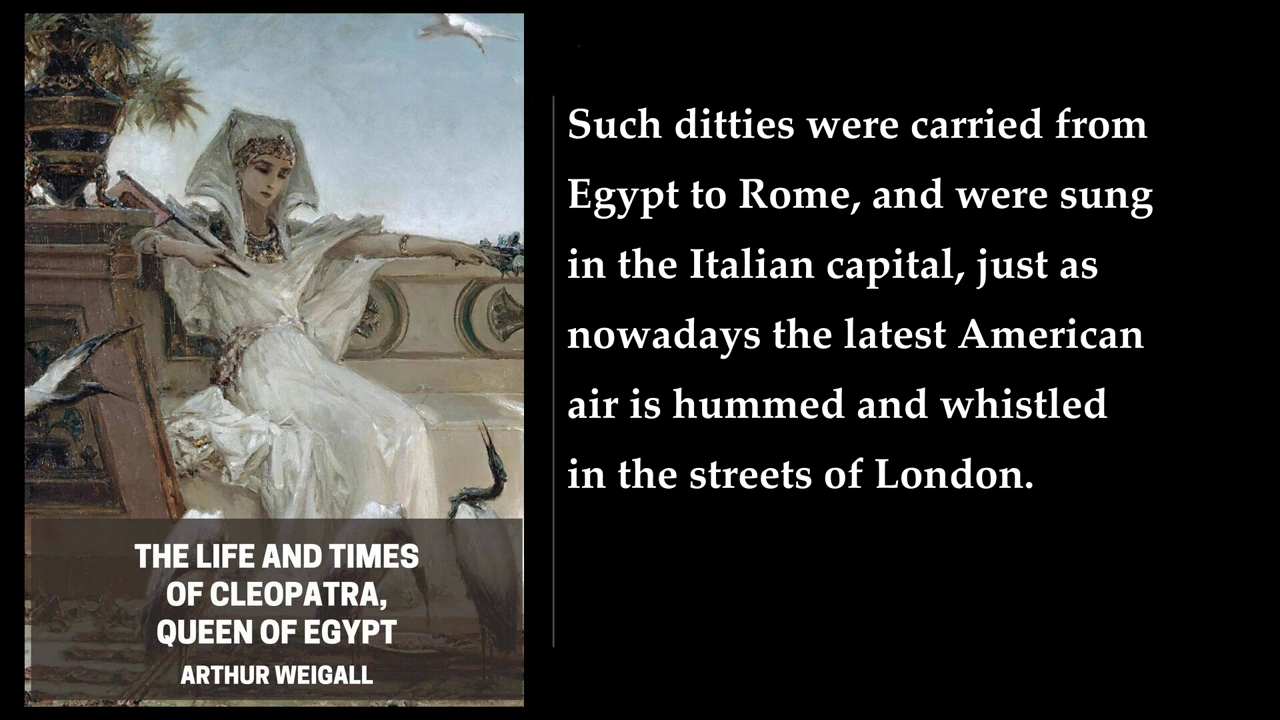 THE LIFE AND TIMES
OF CLEOPATRA,
QUEEN OF EGYPT
ARTHUR WEIGALL
Such ditties were carried from
Egypt to Rome, and were sung
in the Italian capital, just as
nowadays the latest American
air is hummed and whistled
in the streets of London.